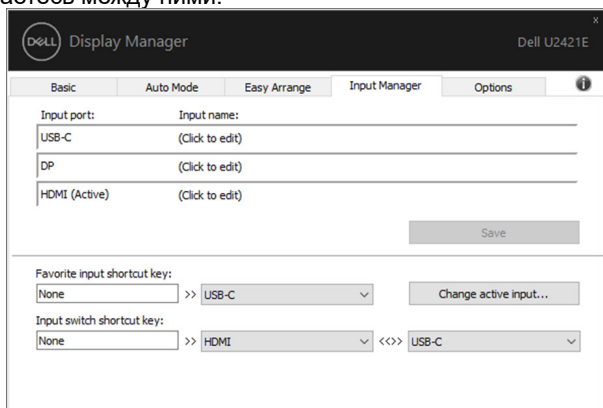 между ними.
DELL Display Manager
Dell U2421E
x
Basic Auto Mode Easy Arrange Input Manager Options
Input port: Input name:
USB-C (Click to edit)
DP (Click to edit)
HDMI (Active) (Click to edit)
Save
Favorite input shortcut key:
None >> USB-C Change active input...
Input switch shortcut key:
None >> HDMI <<>> USB-C